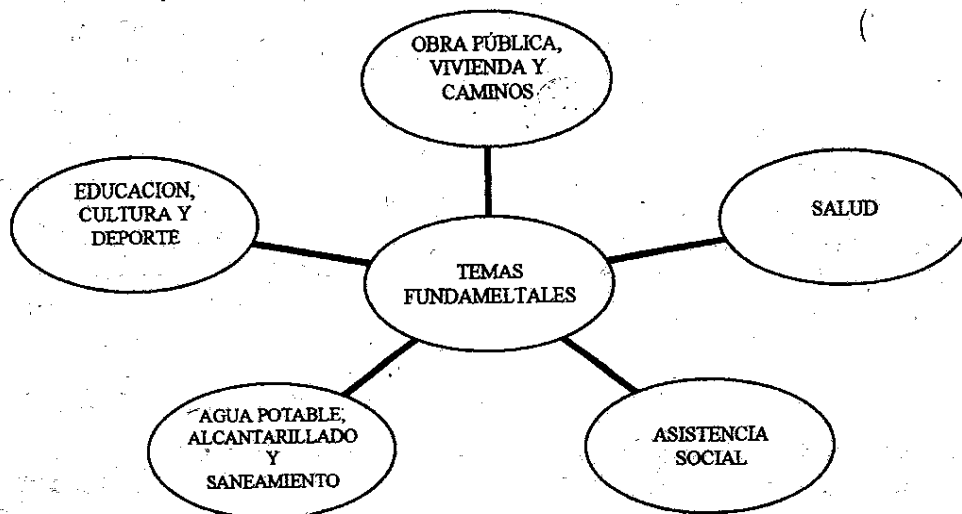 OBRA PÚBLICA,
VIVIENDA Y
CAMINOS
EDUCACION,
CULTURA Y
DEPORTE
SALUD
TEMAS
FUNDAMELTALES
AGUA POTABLE,
ALCANTARILLADO
Y
SANEAMIENTO
ASISTENCIA
SOCIAL